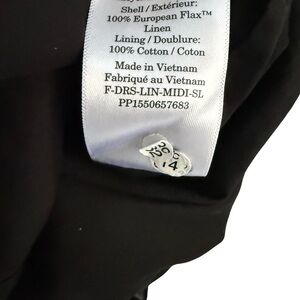 Shell / Extérieur:
100% European Flax™
Linen
Lining / Doublure:
100% Cotton / Coton
Made in Vietnam
Fabriqué au Vietnam
F-DRS-LIN-MIDI-SL
PP1550657683